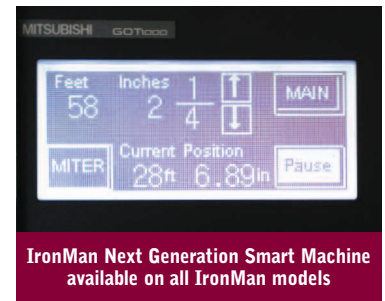 MITSUBISHI GOT1000
Feet Inches 1 ↑ MAIN
58 2 4 ↓
MITER Current Position Pause
28ft 6.89in
IronMan Next Generation Smart Machine
available on all IronMan models